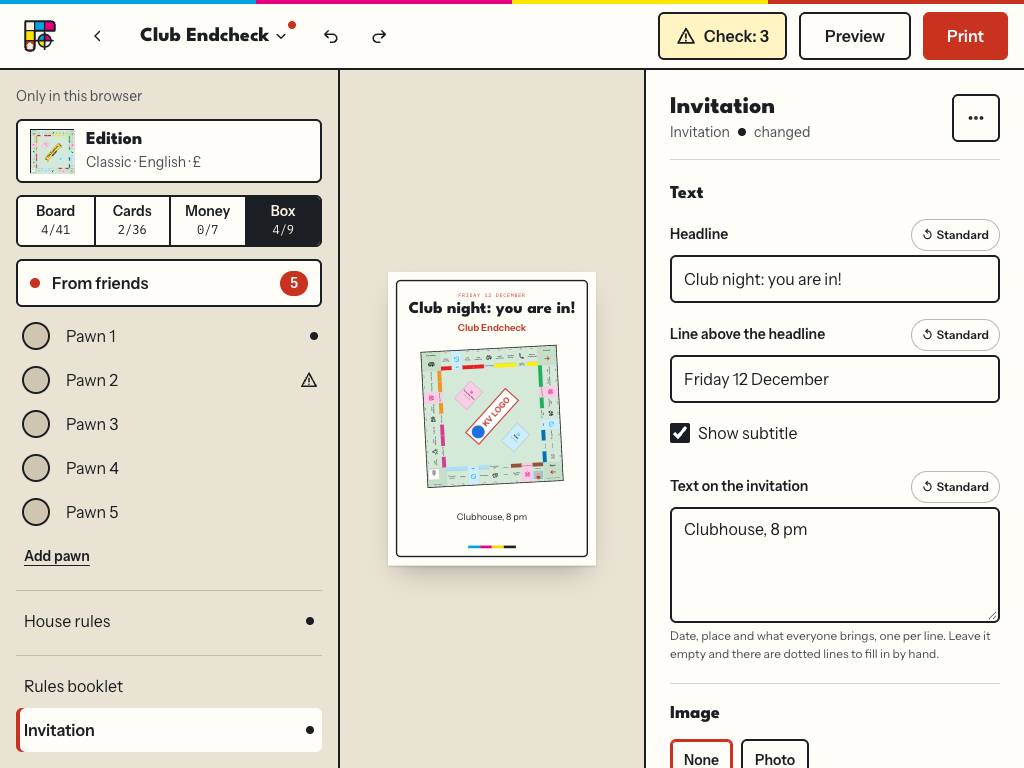 Club Endcheck
Check: 3
Preview
Print
Only in this browser
Edition
Classic · English · £
Board
4/41
Cards
2/36
Money
0/7
Box
4/9
From friends
5
Pawn 1
Pawn 2
Pawn 3
Pawn 4
Pawn 5
Add pawn
House rules
Rules booklet
Invitation
FRIDAY 12 DECEMBER
Club night: you are in!
Club Endcheck
KV LOGO
Clubhouse, 8 pm
Invitation
Invitation ● changed
Text
Headline
Standard
Club night: you are in!
Line above the headline
Standard
Friday 12 December
Show subtitle
Text on the invitation
Standard
Clubhouse, 8 pm
Date, place and what everyone brings, one per line. Leave it
empty and there are dotted lines to fill in by hand.
Image
None
Photo